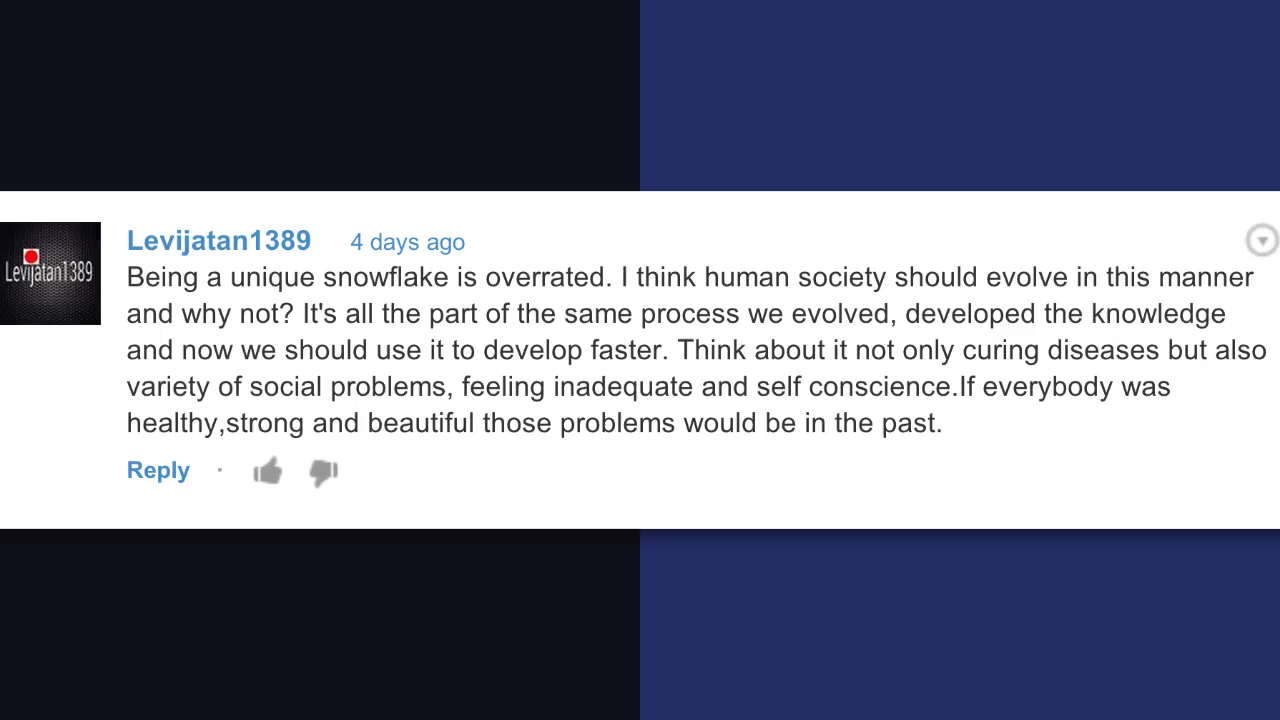 Levijatan1389
Levijatan1389 4 days ago
Being a unique snowflake is overrated. I think human society should evolve in this manner
and why not? It's all the part of the same process we evolved, developed the knowledge
and now we should use it to develop faster. Think about it not only curing diseases but also
variety of social problems, feeling inadequate and self conscience.If everybody was
healthy,strong and beautiful those problems would be in the past.
Reply ·